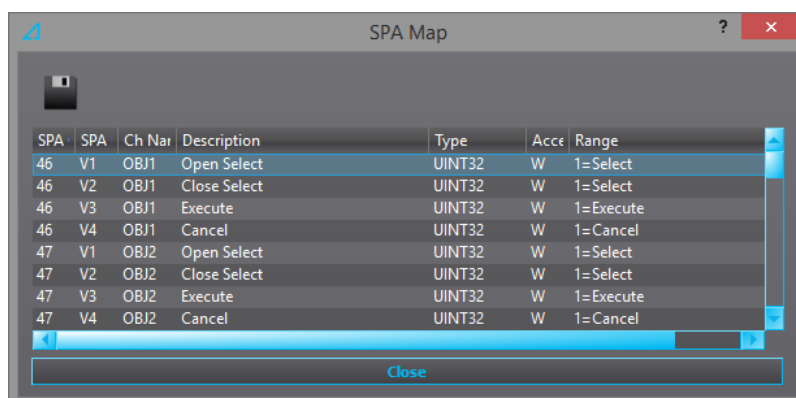 SPA Map
?
SPA SPA Ch Nar Description Type Acce Range
46 V1 OBJ1 Open Select UINT32 W 1=Select
46 V2 OBJ1 Close Select UINT32 W 1=Select
46 V3 OBJ1 Execute UINT32 W 1=Execute
46 V4 OBJ1 Cancel UINT32 W 1=Cancel
47 V1 OBJ2 Open Select UINT32 W 1=Select
47 V2 OBJ2 Close Select UINT32 W 1=Select
47 V3 OBJ2 Execute UINT32 W 1=Execute
47 V4 OBJ2 Cancel UINT32 W 1=Cancel
Close